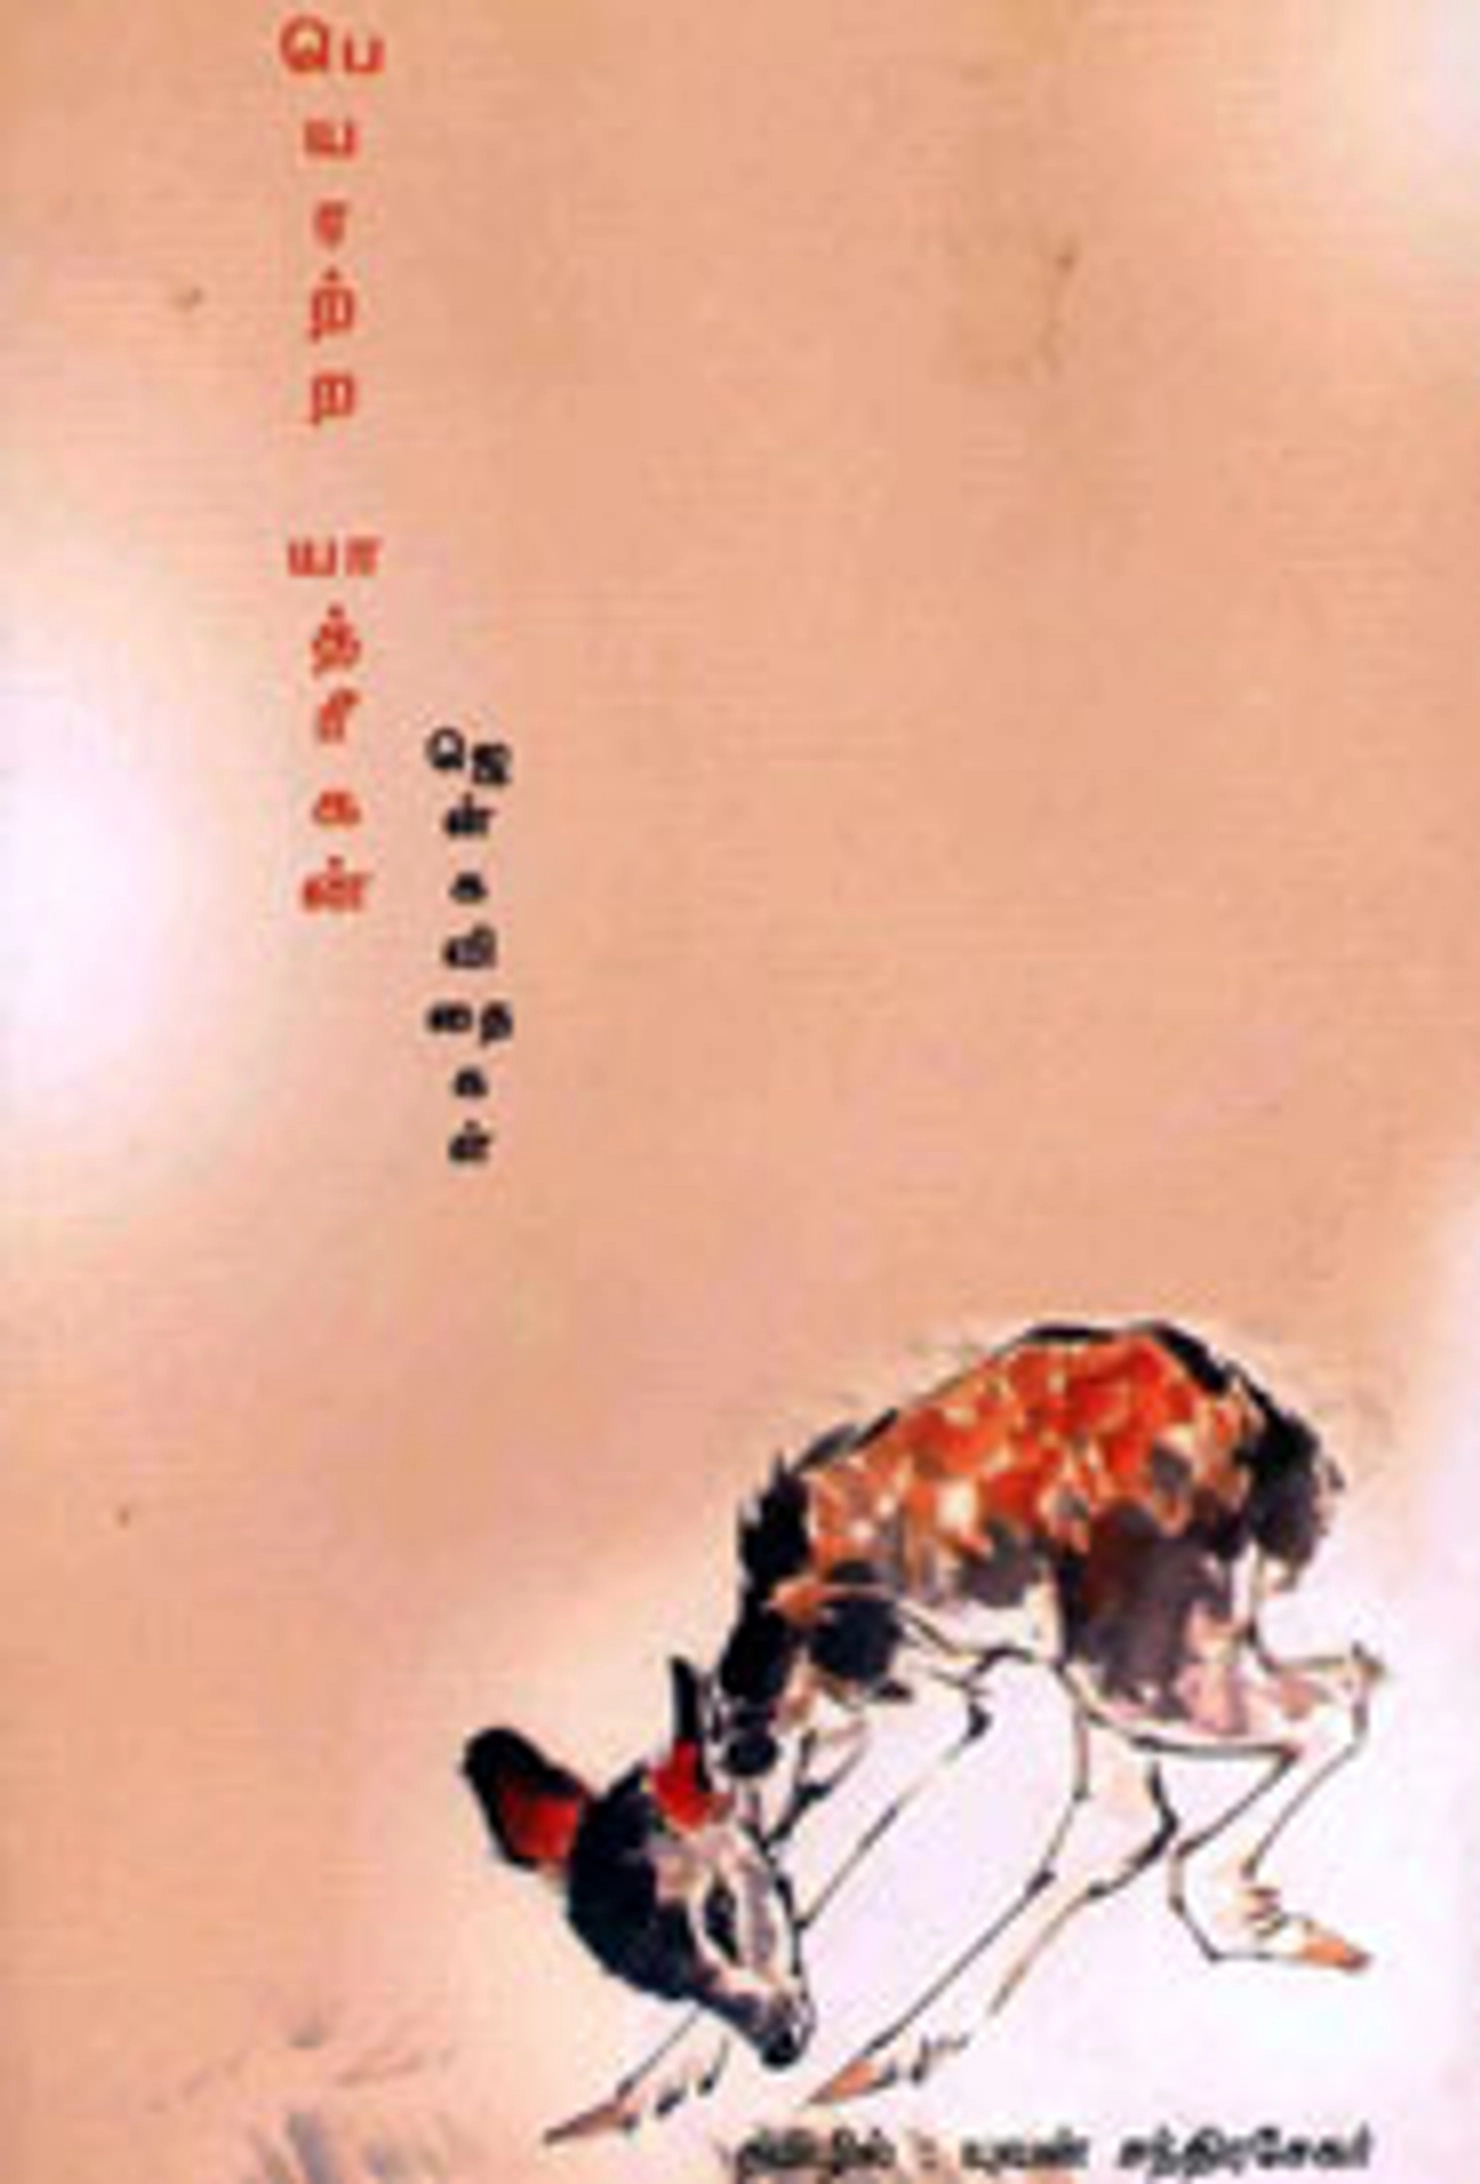 பெயரற்ற யாத்ரீகன்
ஜென் கவிதைகள்
தமிழில் : யுவன் சந்திரசேகர்